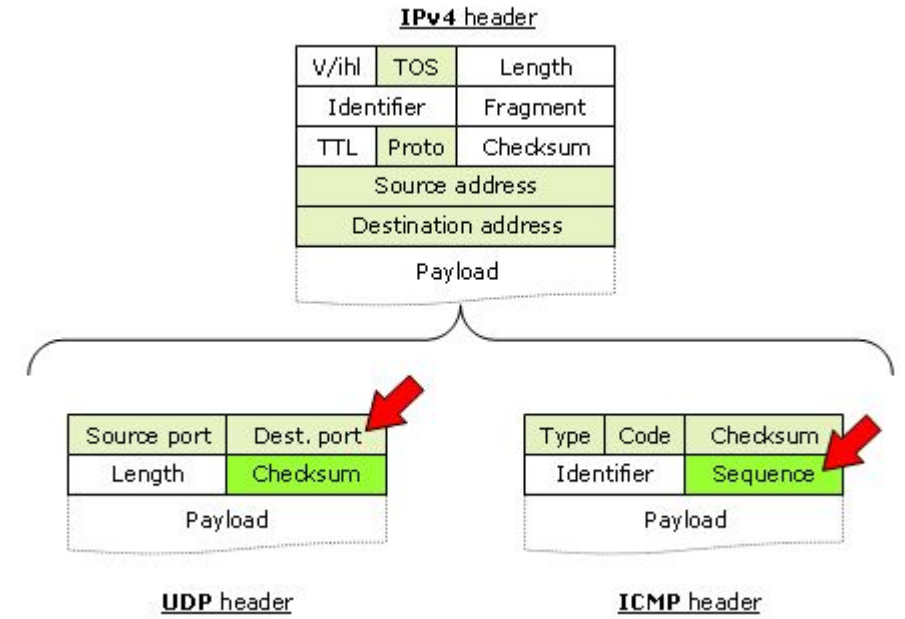 IPv4 header
V/ihl TOS Length
Identifier Fragment
TTL Proto Checksum
Source address
Destination address
Payload
Source port Dest. port
Length Checksum
Payload
UDP header
Type Code Checksum
Identifier Sequence
Payload
ICMP header